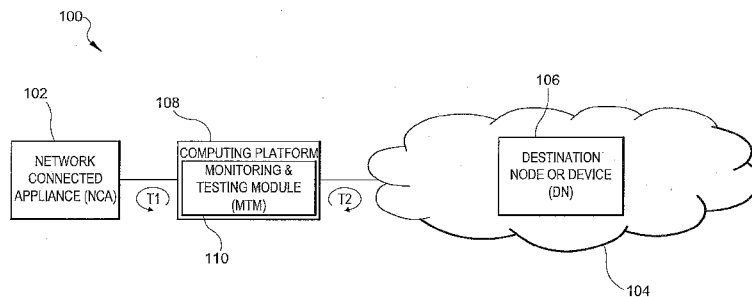 100
102
108
106
NETWORK
CONNECTED
APPLIANCE (NCA)
T1
COMPUTING PLATFORM
MONITORING &
TESTING MODULE
(MTM)
T2
DESTINATION
NODE OR DEVICE
(DN)
110
104